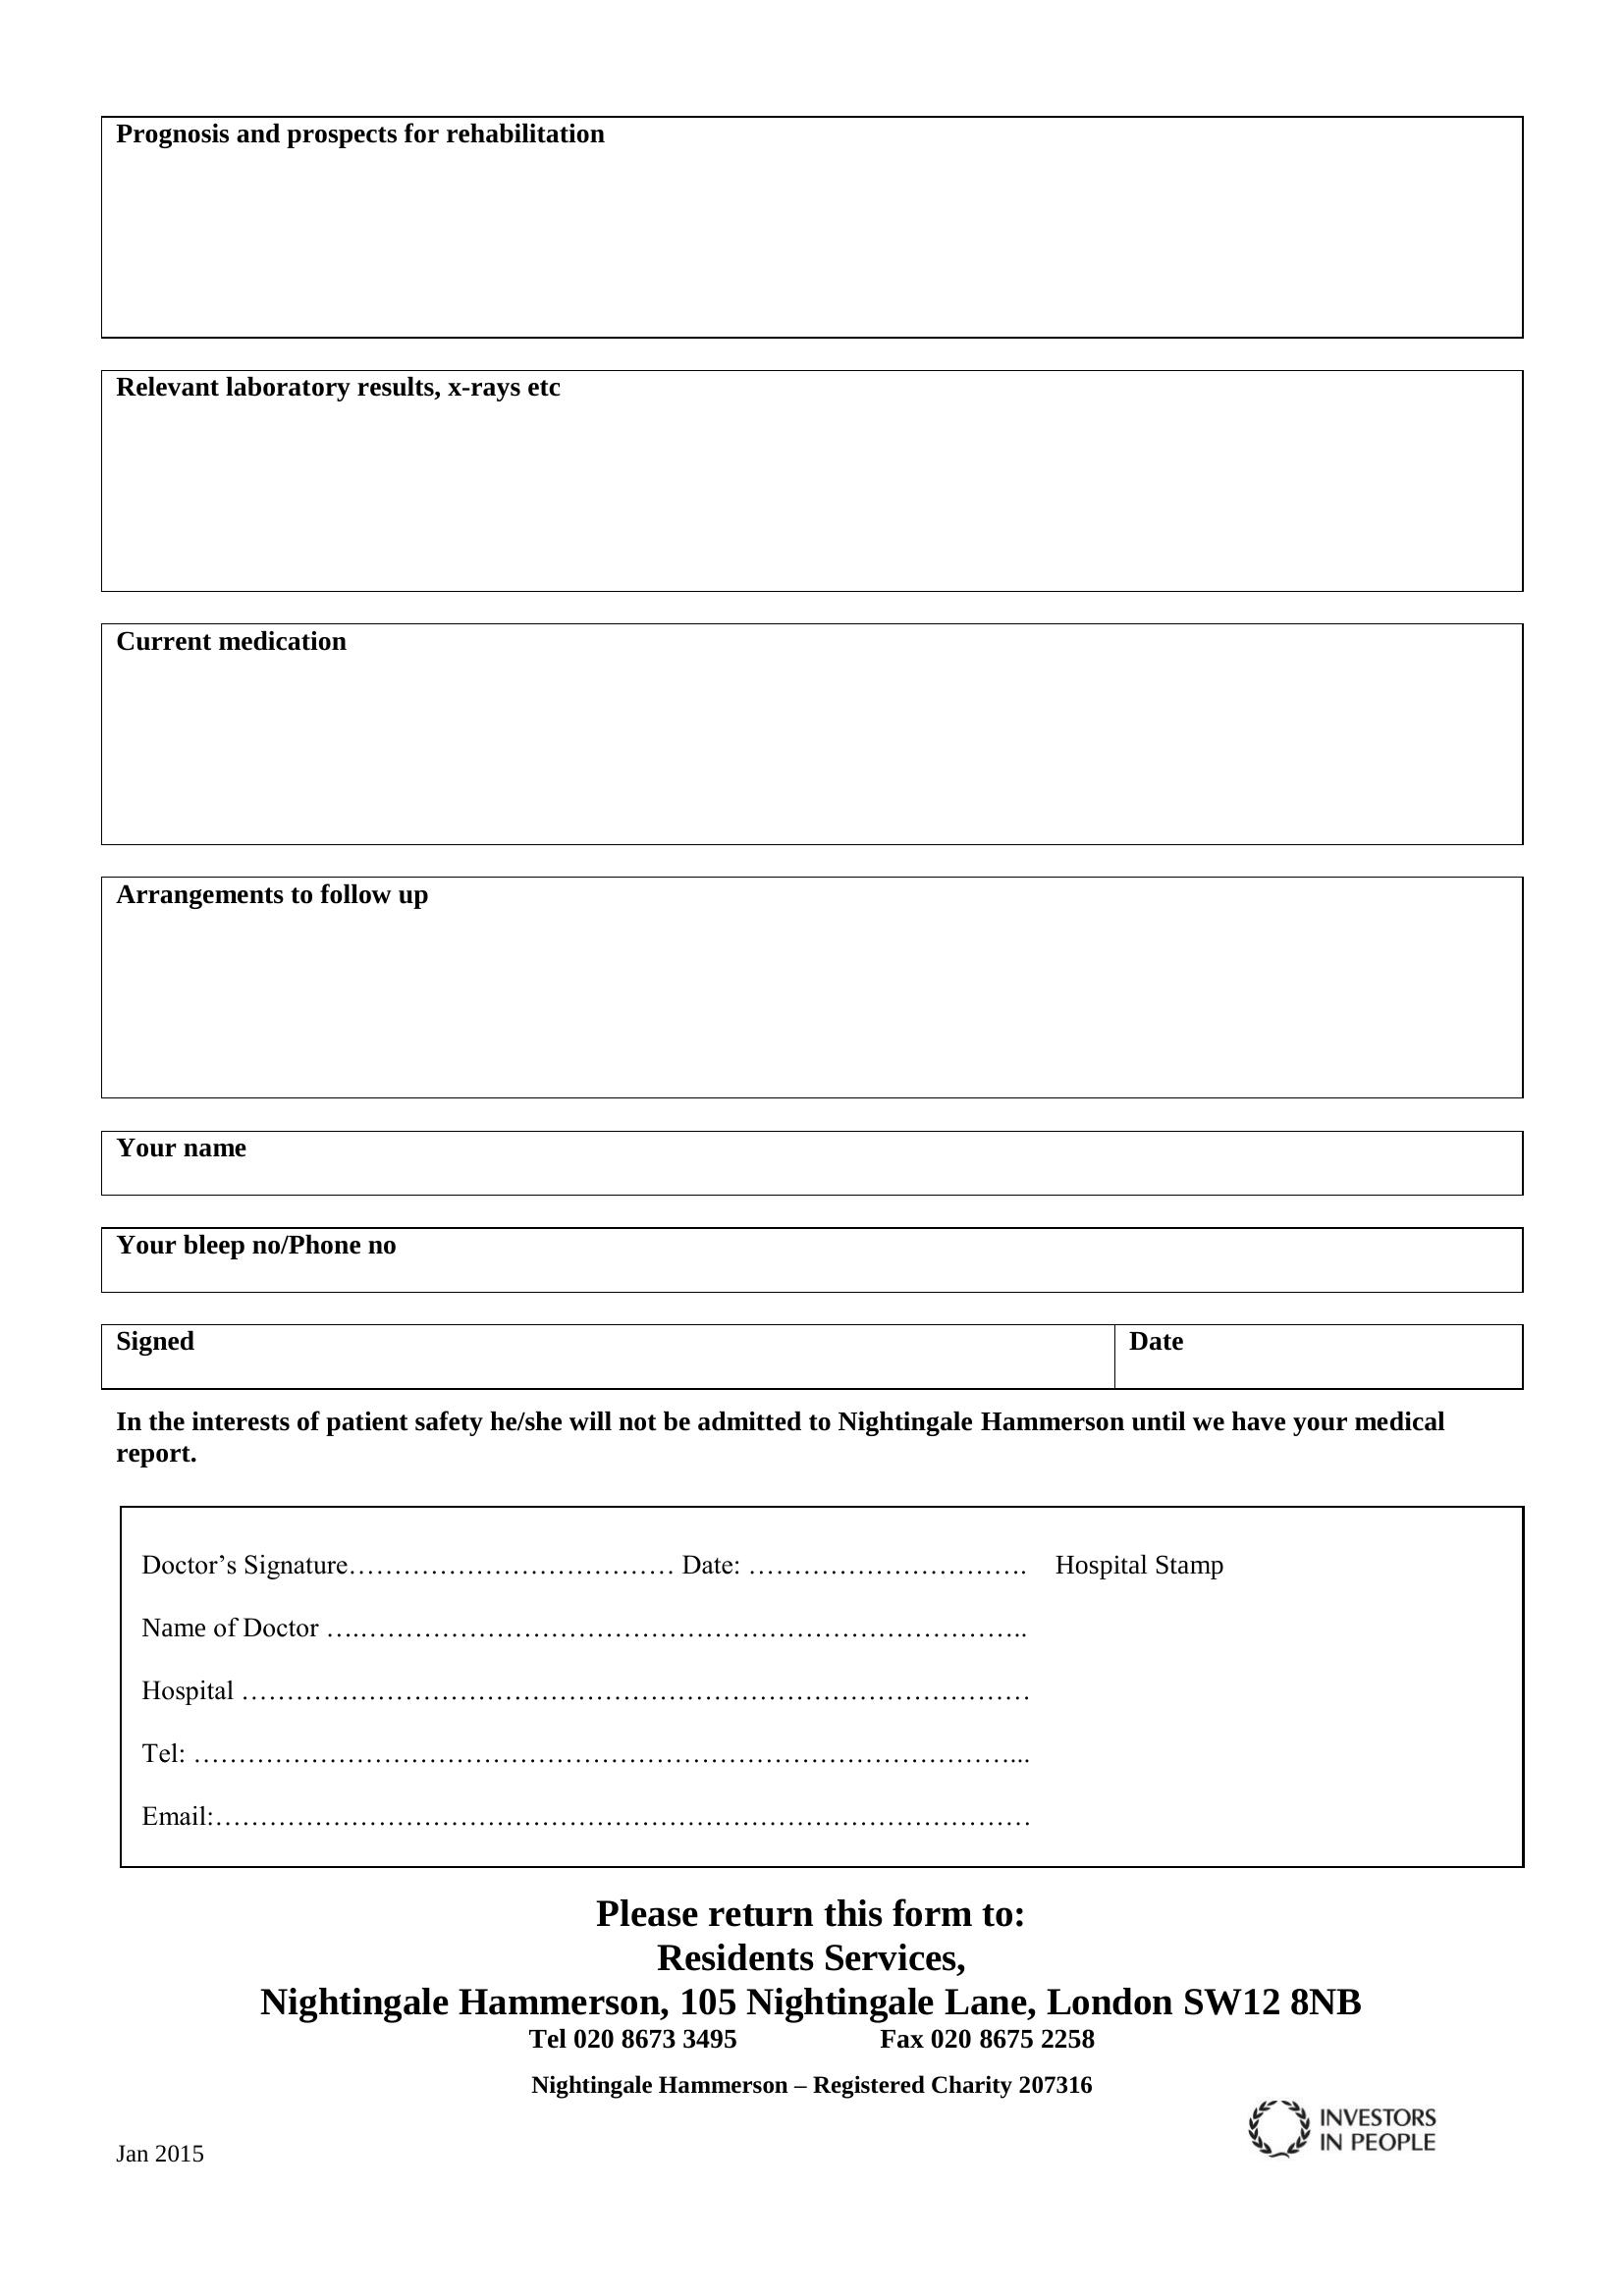 Prognosis and prospects for rehabilitation
Relevant laboratory results, x-rays etc
Current medication
Arrangements to follow up
Your name
Your bleep no/Phone no
Signed Date
In the interests of patient safety he/she will not be admitted to Nightingale Hammerson until we have your medical
report.
Doctor’s Signature……………………………… Date: …………………………. Hospital Stamp
Name of Doctor ….………………………………………………………………..
Hospital ……………………………………………………………………………
Tel: ………………………………………………………………………………...
Email:………………………………………………………………………………
Please return this form to:
Residents Services,
Nightingale Hammerson, 105 Nightingale Lane, London SW12 8NB
Tel 020 8673 3495 Fax 020 8675 2258
Nightingale Hammerson – Registered Charity 207316
INVESTORS
IN PEOPLE
Jan 2015